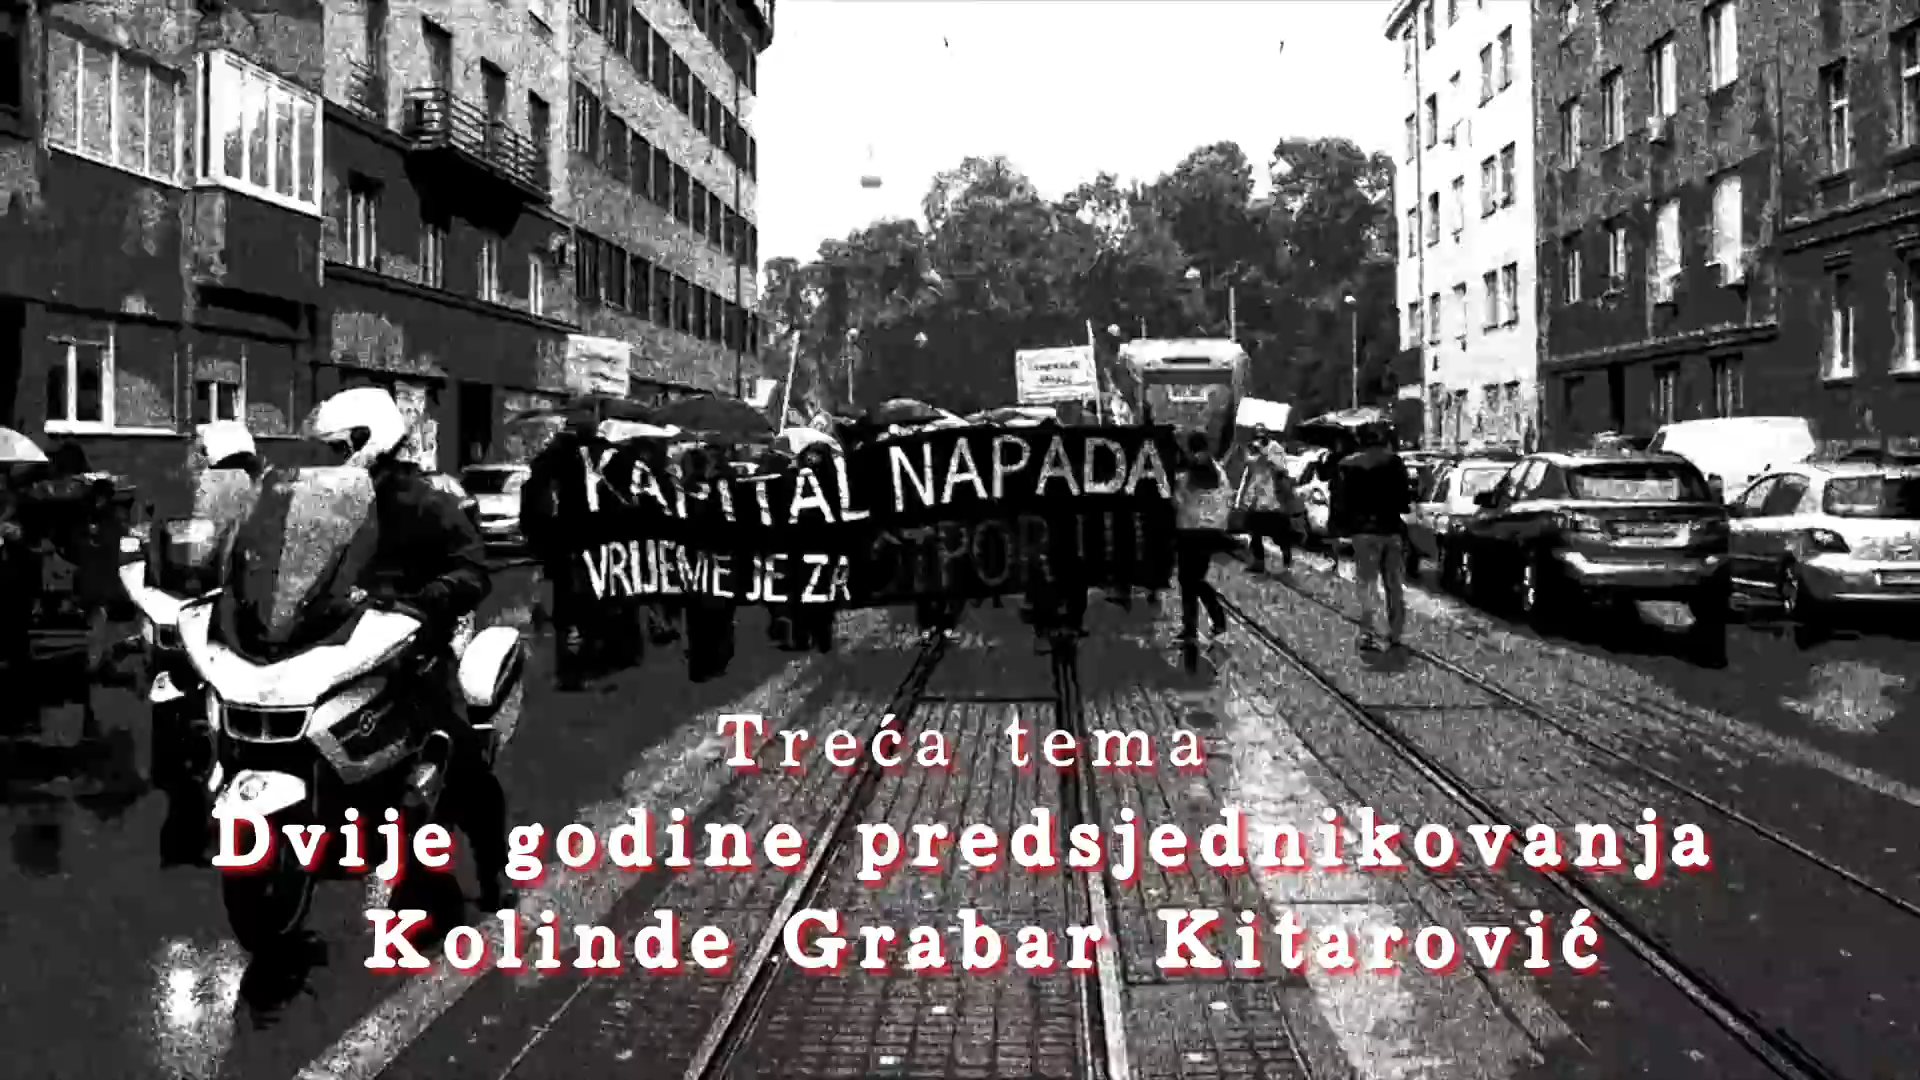 KAPITAL NAPADA
VRIJEME JE ZA OTPOR !!!
Treća tema
Dvije godine predsjednikovanja
Kolinde Grabar Kitarović